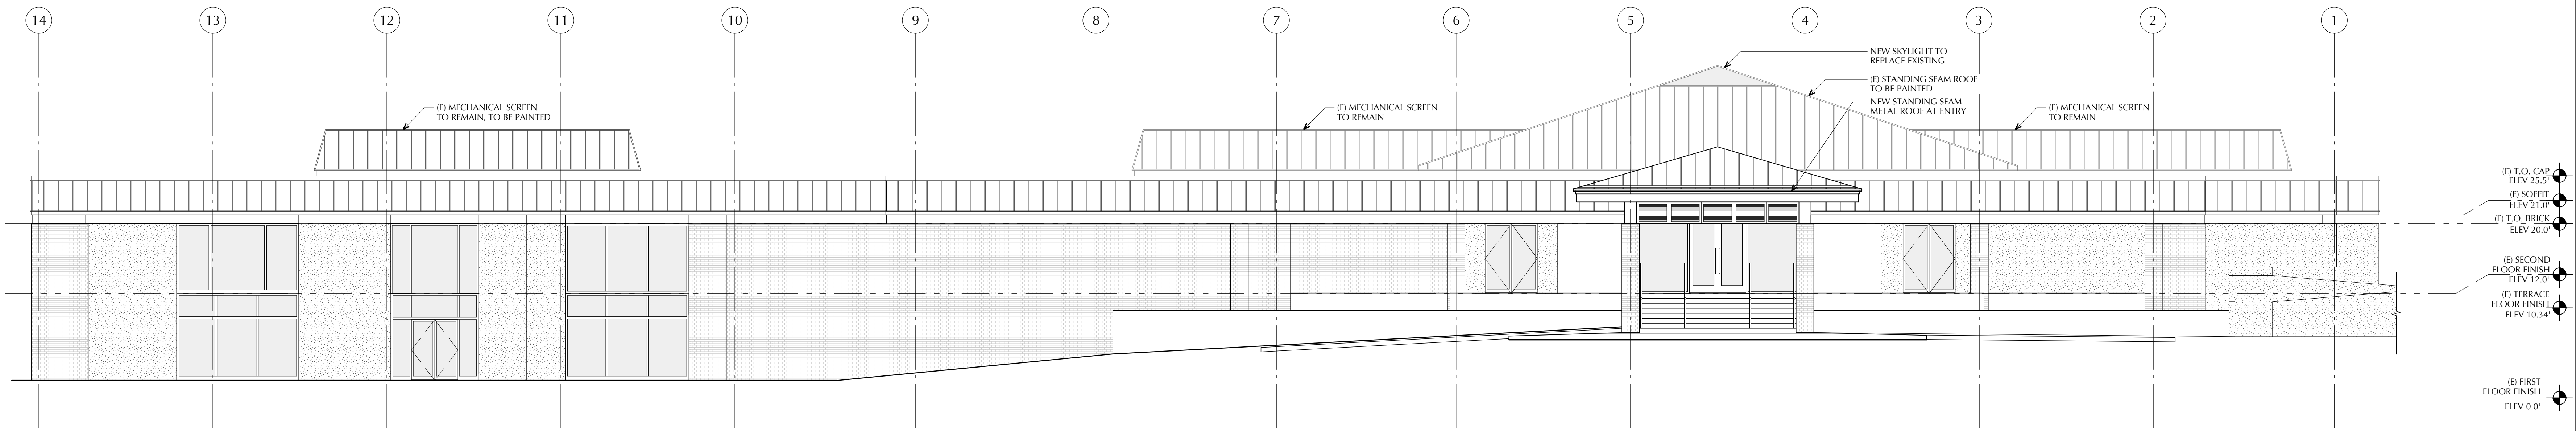 14
13
12
11
10
9
8
7
6
5
4
3
2
1
NEW SKYLIGHT TO
REPLACE EXISTING
(E) STANDING SEAM ROOF
TO BE PAINTED
NEW STANDING SEAM
METAL ROOF AT ENTRY
(E) MECHANICAL SCREEN
TO REMAIN, TO BE PAINTED
(E) MECHANICAL SCREEN
TO REMAIN
(E) MECHANICAL SCREEN
TO REMAIN
(E) T.O. CAP
ELEV 25.5'
(E) SOFFIT
ELEV 21.0'
(E) T.O. BRICK
ELEV 20.0'
(E) SECOND
FLOOR FINISH
ELEV 12.0'
(E) TERRACE
FLOOR FINISH
ELEV 10.34'
(E) FIRST
FLOOR FINISH
ELEV 0.0'